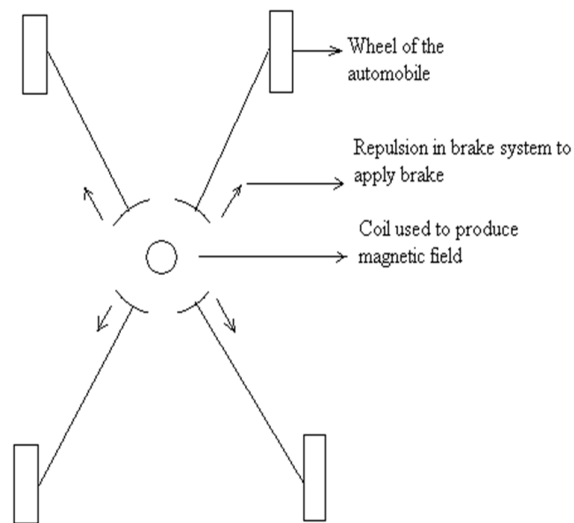 Wheel of the
automobile
Repulsion in brake system to
apply brake
Coil used to produce
magnetic field